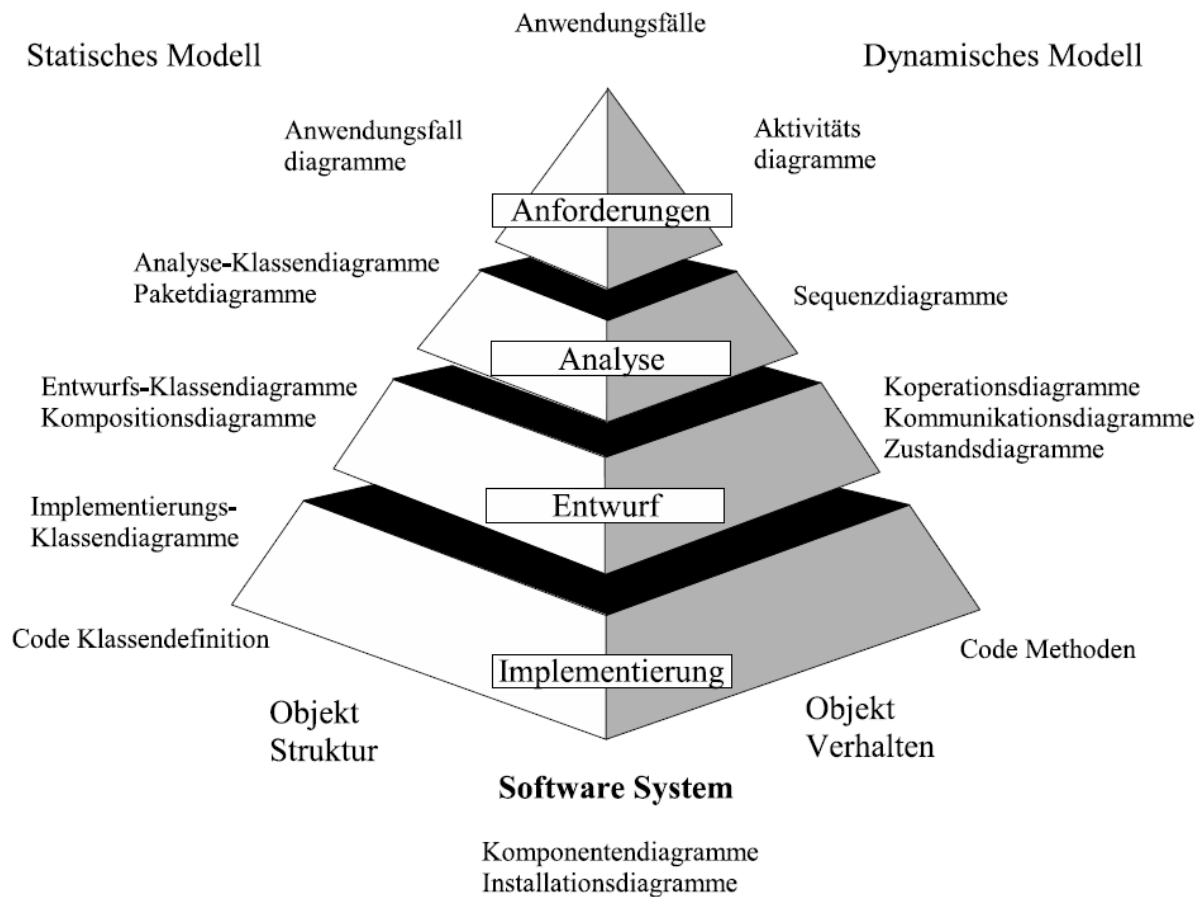 Anwendungsfälle
Statisches Modell
Dynamisches Modell
Anwendungsfall
diagramme
Aktivitäts
diagramme
Anforderungen
Analyse-Klassendiagramme
Paketdiagramme
Sequenzdiagramme
Analyse
Entwurfs-Klassendiagramme
Kompositionsdiagramme
Koperationsdiagramme
Kommunikationsdiagramme
Zustandsdiagramme
Entwurf
Implementierungs-
Klassendiagramme
Code Klassendefinition
Code Methoden
Implementierung
Objekt
Struktur
Objekt
Verhalten
Software System
Komponentendiagramme
Installationsdiagramme